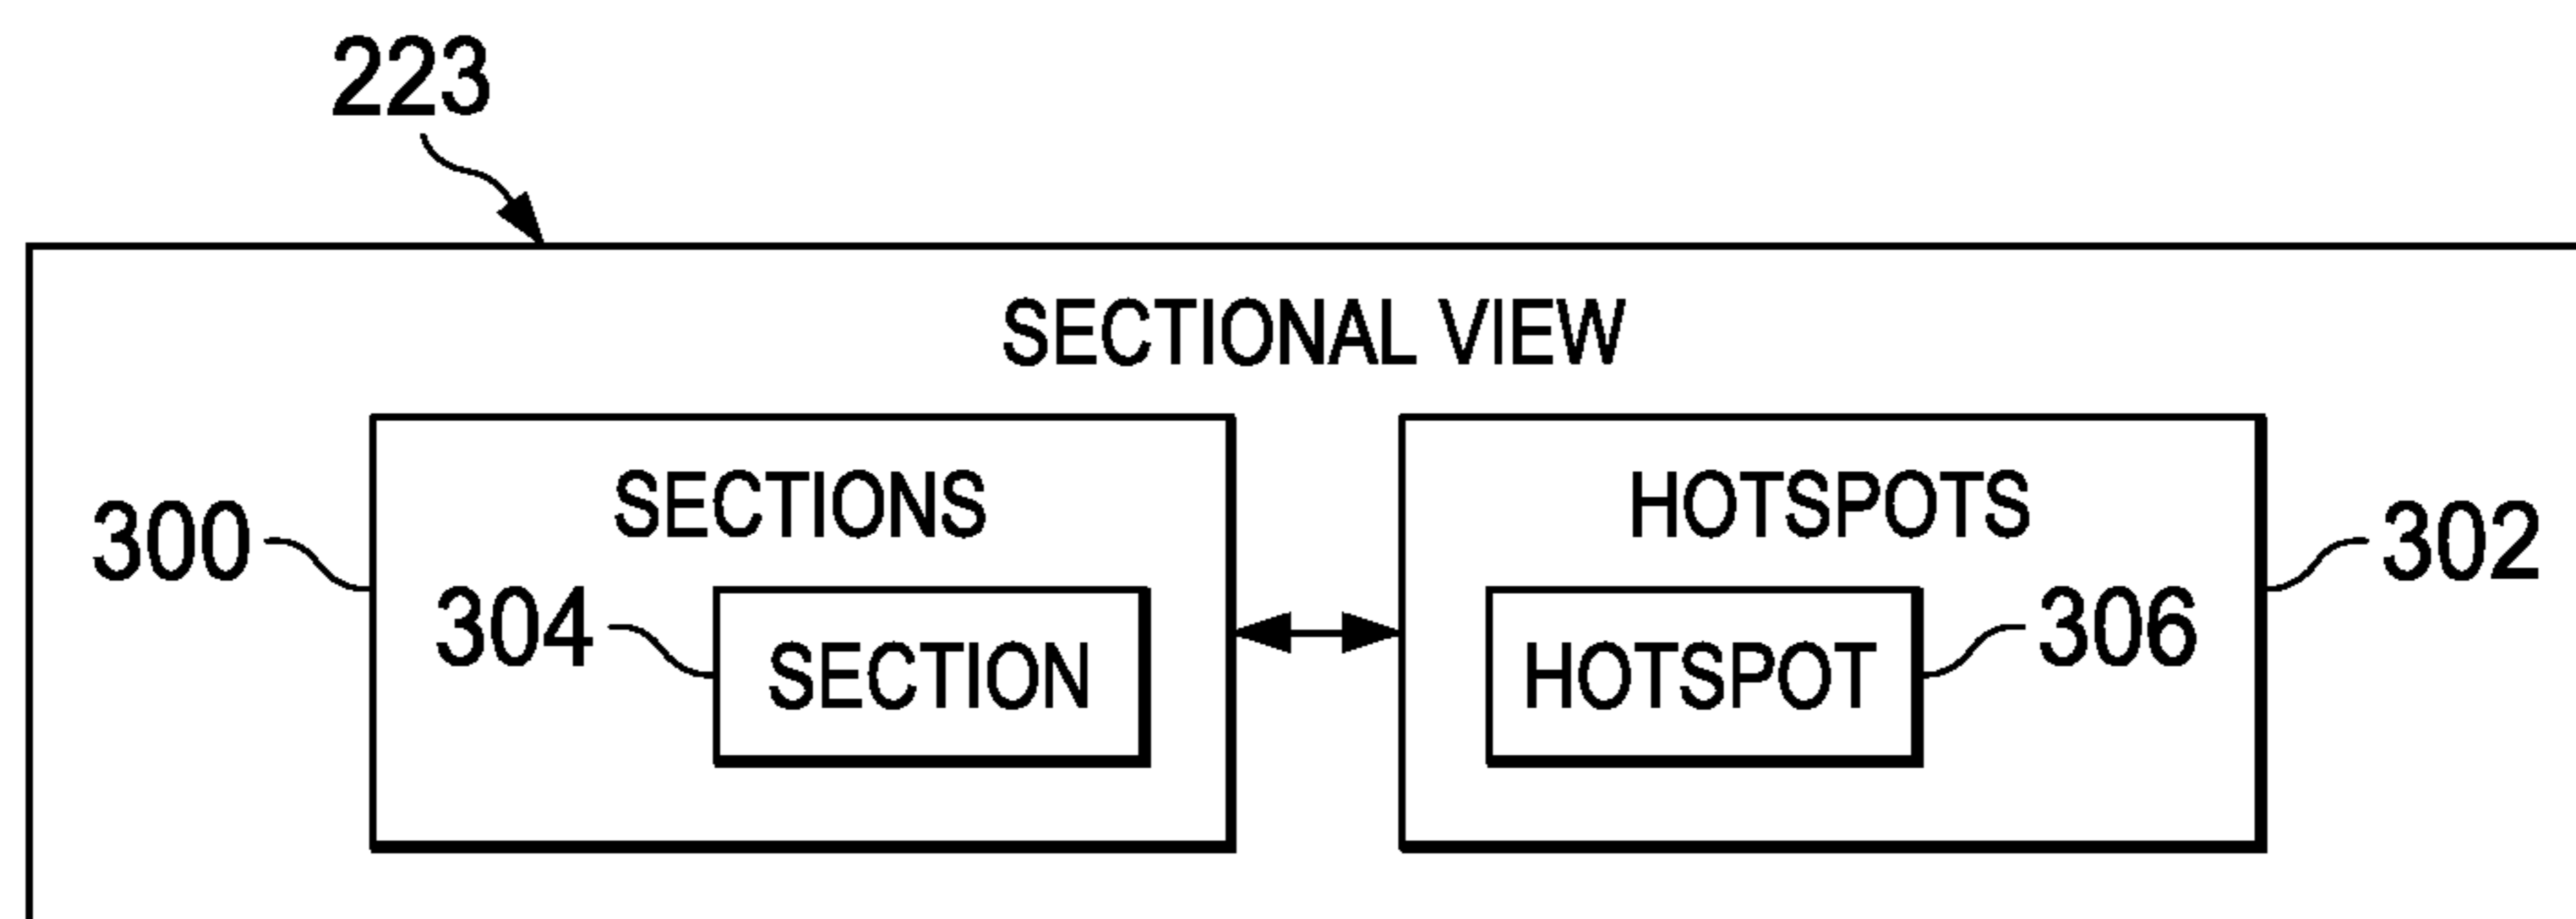 223
SECTIONAL VIEW
SECTIONS
HOTSPOTS
300
302
304
306
SECTION
HOTSPOT